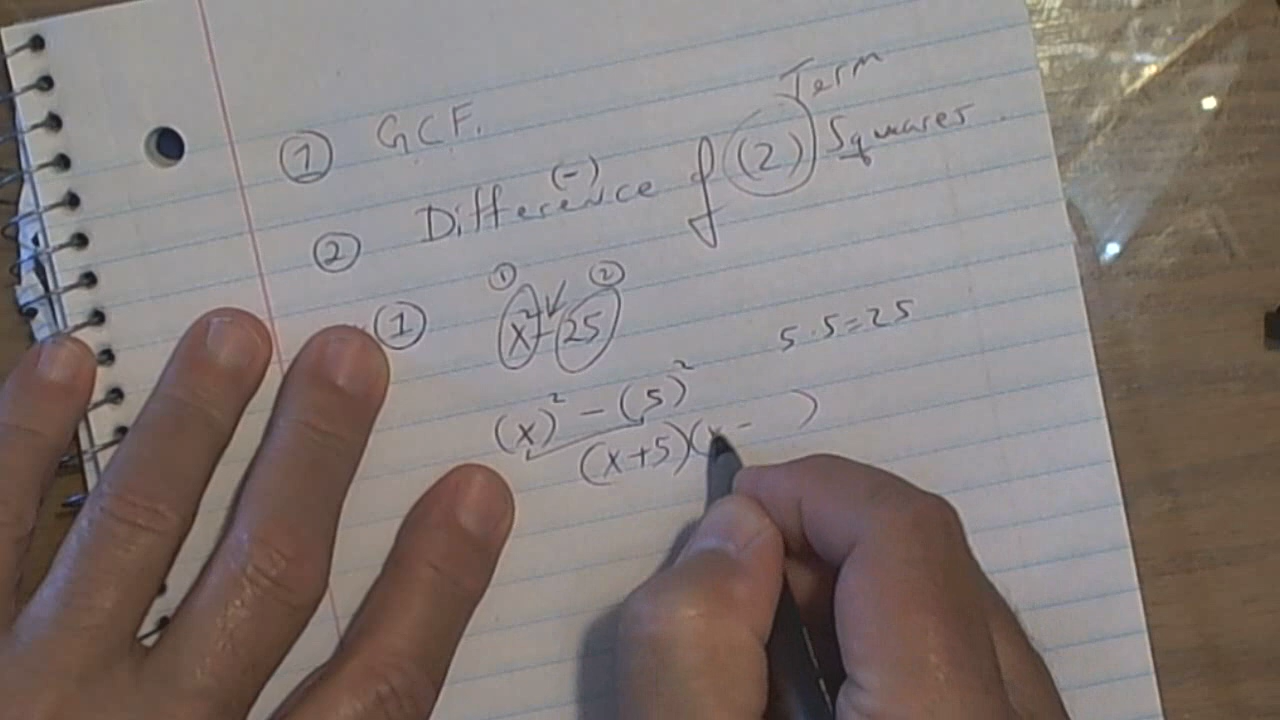 ① G.C.F.
Term
(-)
② Difference of (2) Squares.
① ②
① x² - 25 5·5=25
(x)² - (5)²
(x+5)(x- )